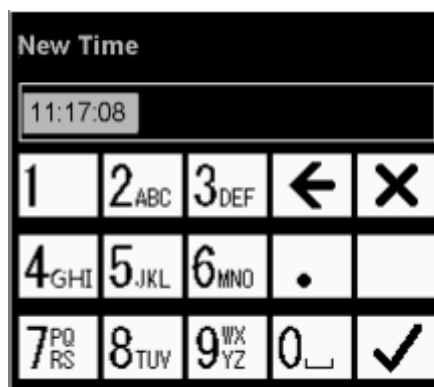 New Time
11:17:08
1 2ABC 3DEF
4GHI 5JKL 6MNO .
7PQRS 8TUV 9WXYZ 0